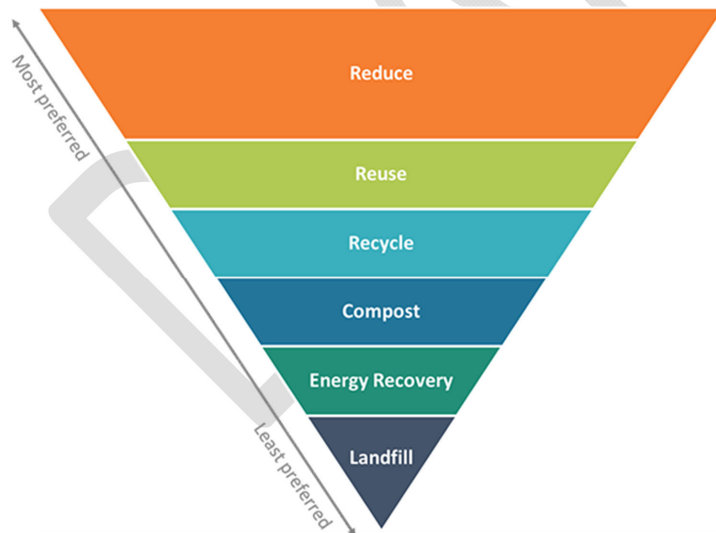 Reduce
Most preferred
Reuse
Recycle
Compost
Energy Recovery
Least preferred
Landfill